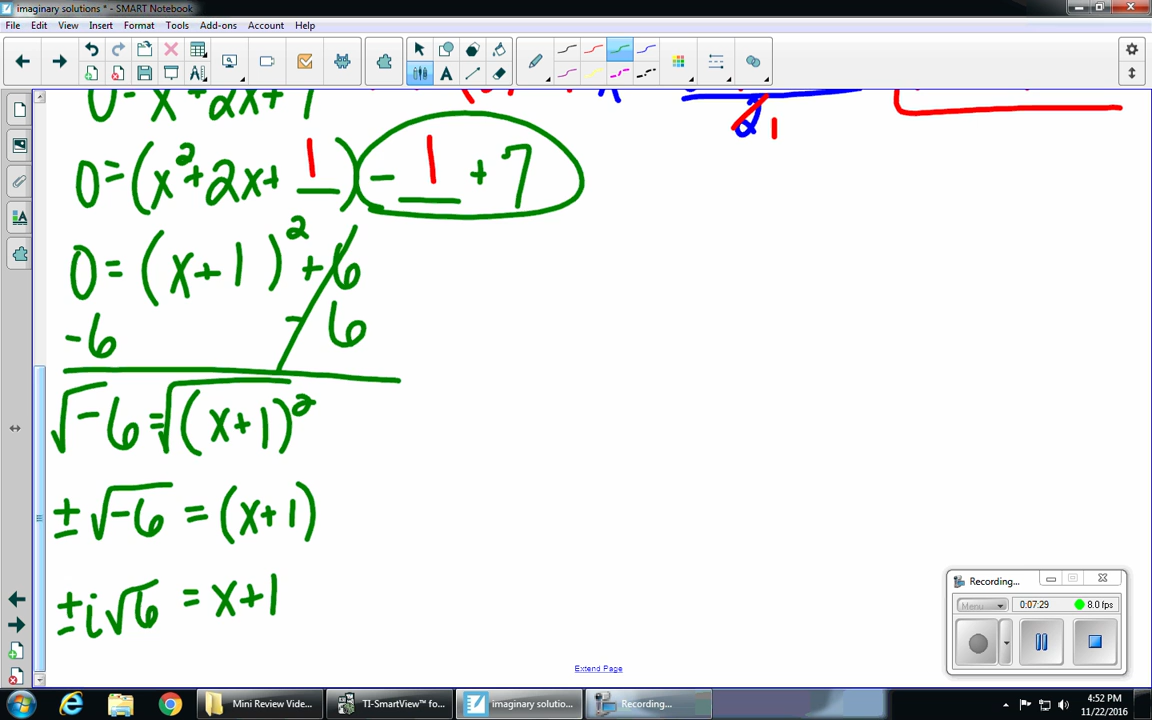 imaginary solutions * - SMART Notebook
File Edit View Insert Format Tools Add-ons Account Help
0 = (x²+2x+ 1 ) - 1 + 7
0 = (x+1)² + 6
-6 - 6
√-6 = √(x+1)²
± √-6 = (x+1)
± i√6 = x+1
Extend Page
Recording...
Menu 0:07:29 8.0 fps
Mini Review Vide... TI-SmartView™ fo... imaginary solutio... Recording...
4:52 PM
11/22/2016